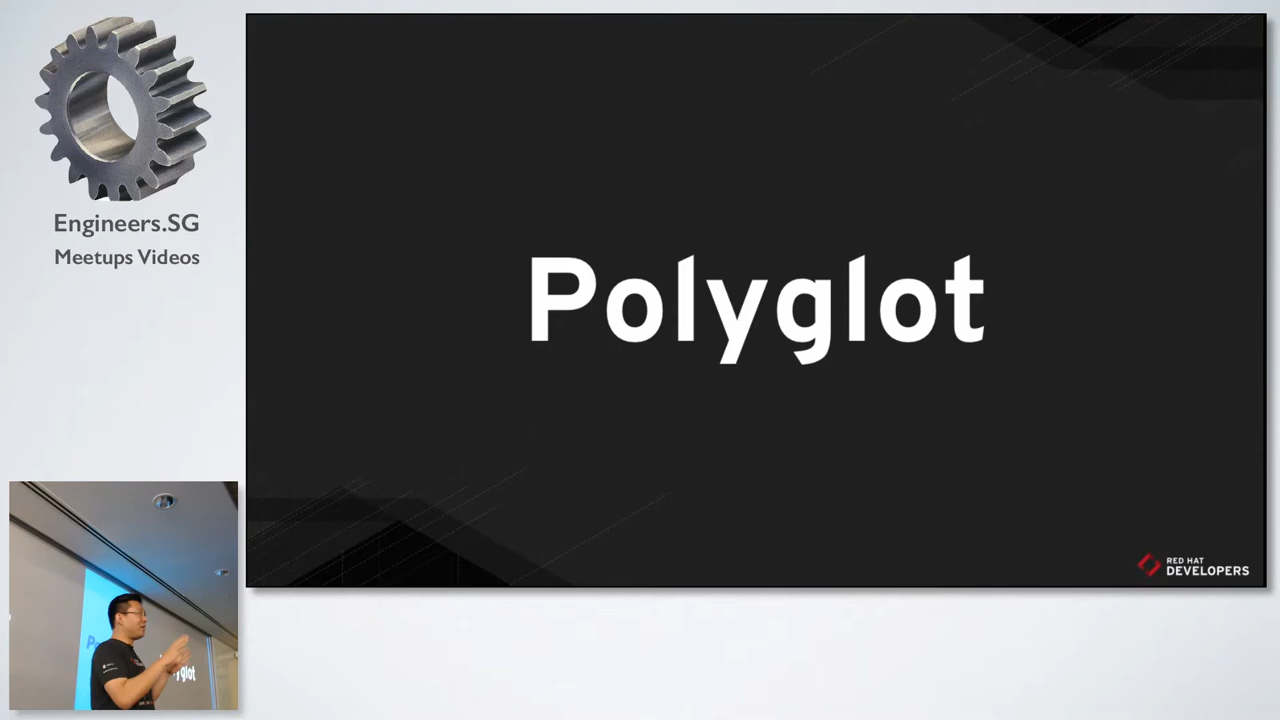 Engineers.SG
Meetups Videos
Polyglot
RED HAT
DEVELOPERS